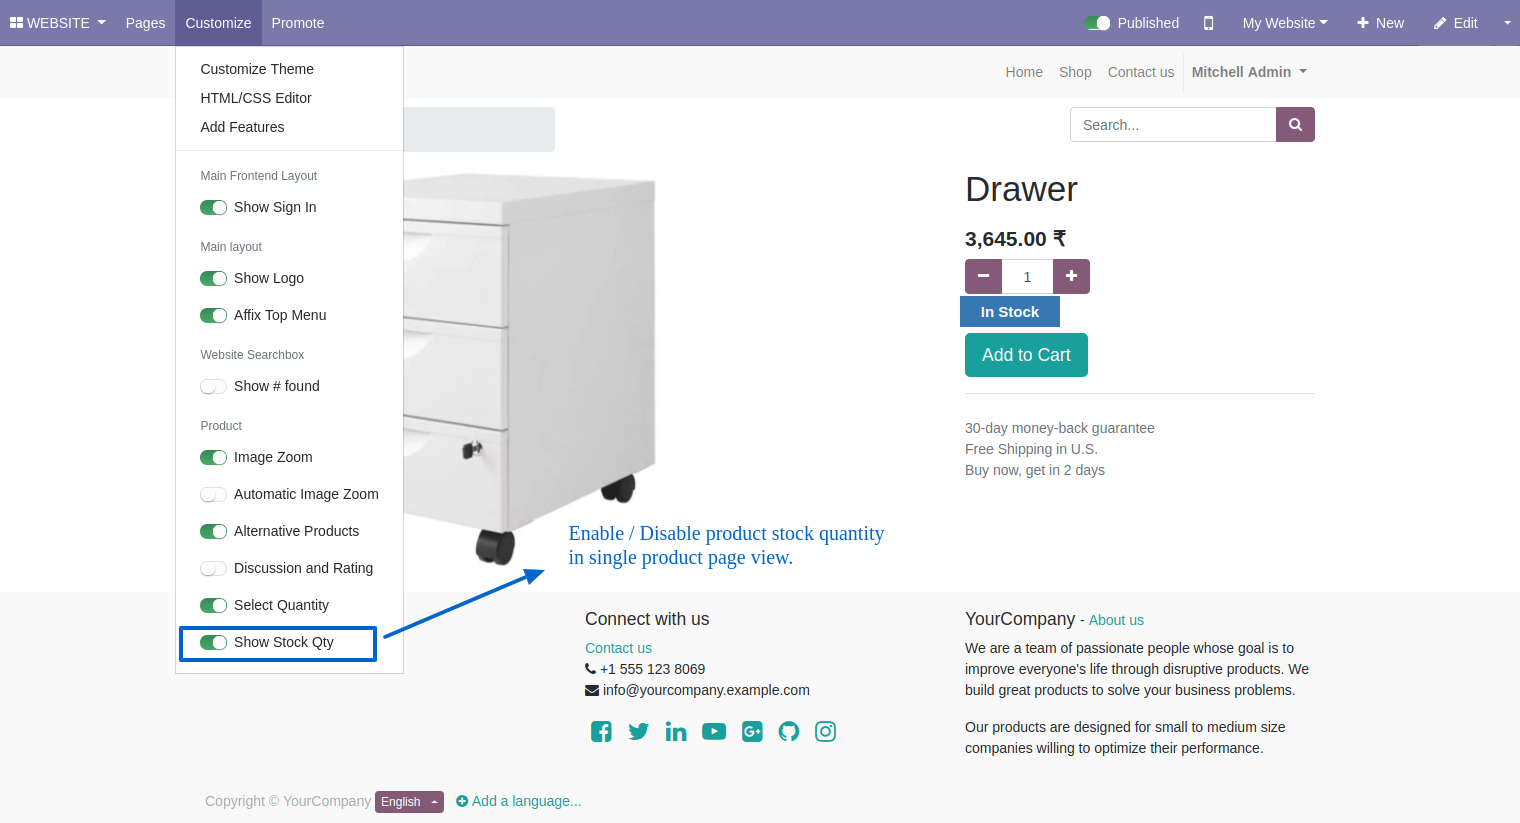 WEBSITE Pages Customize Promote Published My Website New Edit
Customize Theme
HTML/CSS Editor
Add Features
Main Frontend Layout
Show Sign In
Main layout
Show Logo
Affix Top Menu
Website Searchbox
Show # found
Product
Image Zoom
Automatic Image Zoom
Alternative Products
Discussion and Rating
Select Quantity
Show Stock Qty
Home Shop Contact us Mitchell Admin
Search...
Drawer
3,645.00 ₹
1
In Stock
Add to Cart
30-day money-back guarantee
Free Shipping in U.S.
Buy now, get in 2 days
Enable / Disable product stock quantity
in single product page view.
Connect with us
Contact us
+1 555 123 8069
info@yourcompany.example.com
YourCompany - About us
We are a team of passionate people whose goal is to
improve everyone's life through disruptive products. We
build great products to solve your business problems.
Our products are designed for small to medium size
companies willing to optimize their performance.
Copyright © YourCompany English Add a language...